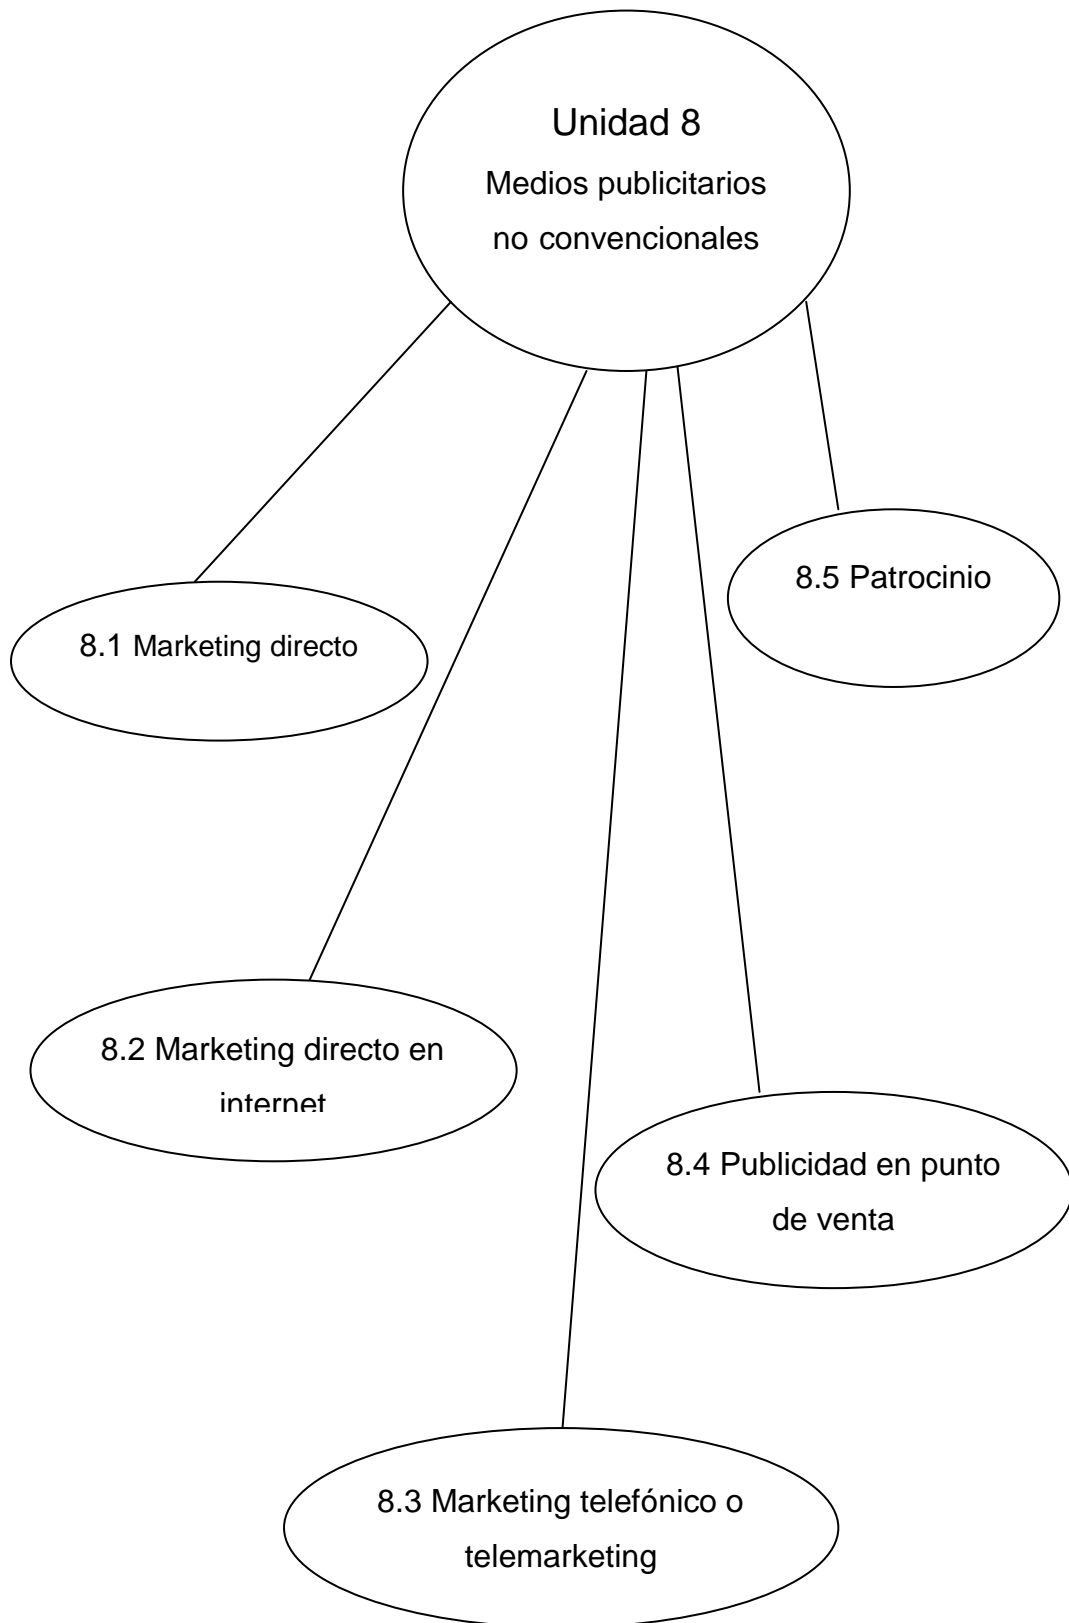 Unidad 8
Medios publicitarios
no convencionales
8.5 Patrocinio
8.1 Marketing directo
8.2 Marketing directo en
internet
8.4 Publicidad en punto
de venta
8.3 Marketing telefónico o
telemarketing